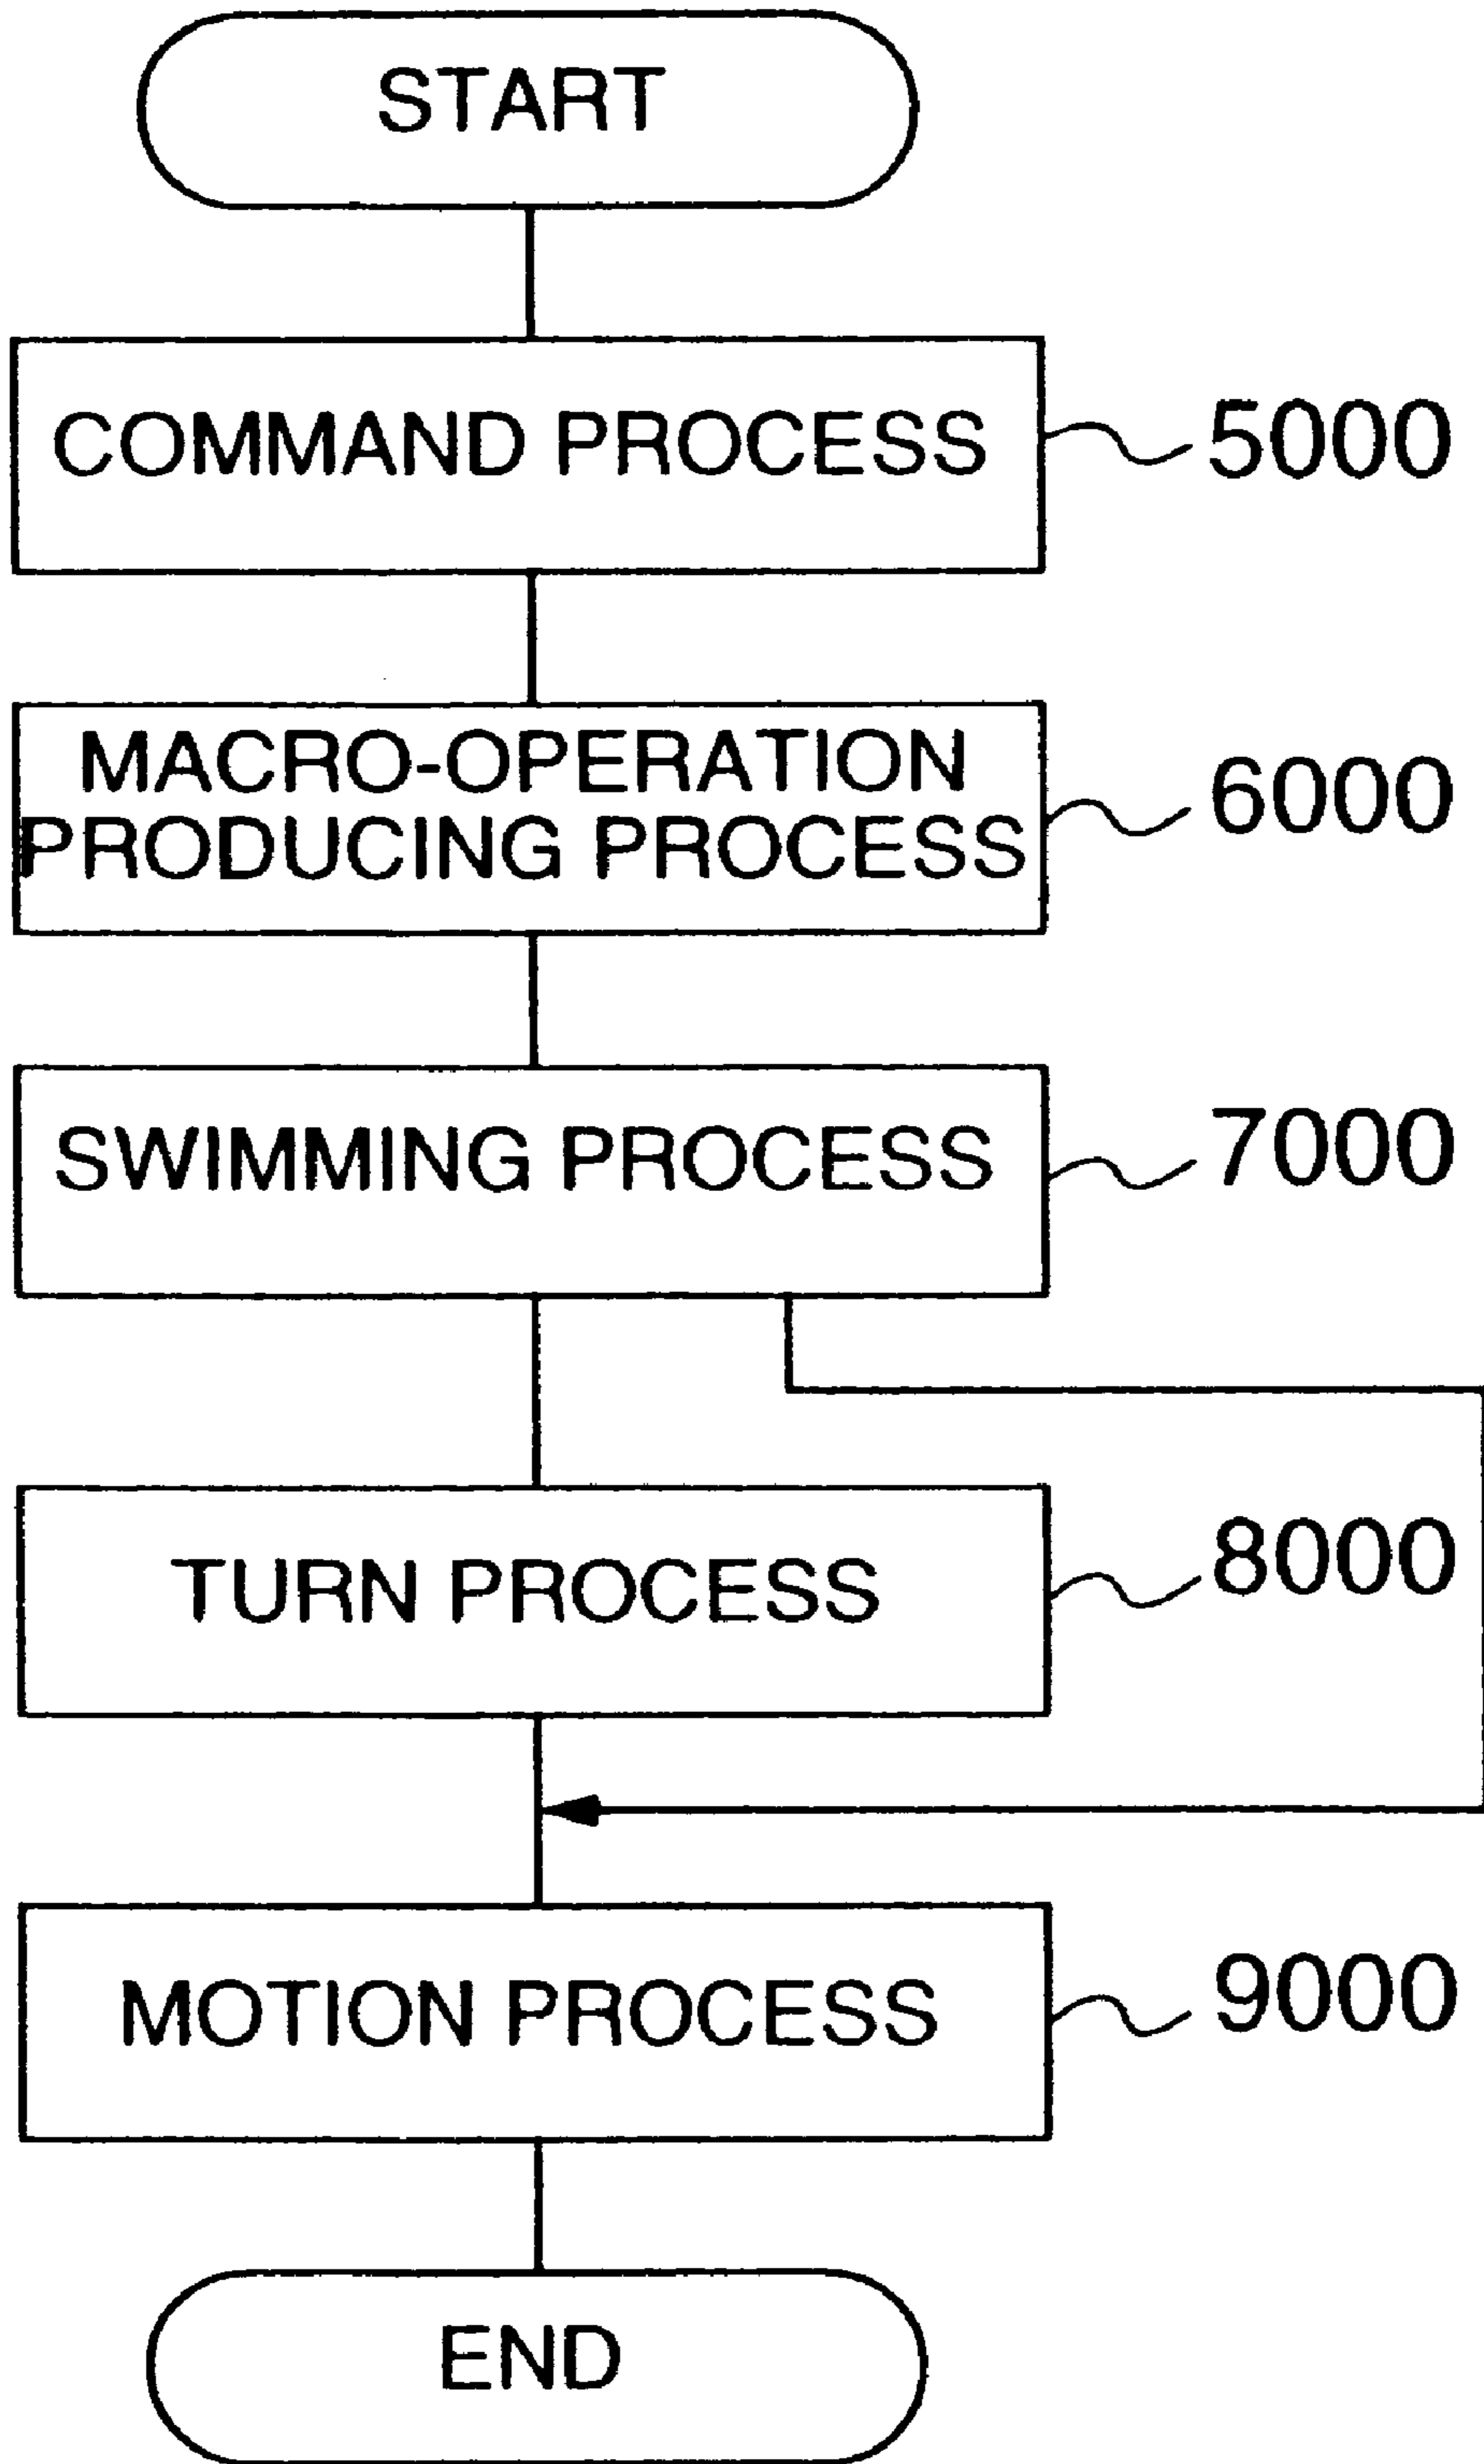 START
COMMAND PROCESS
5000
MACRO-OPERATION
PRODUCING PROCESS
6000
SWIMMING PROCESS
7000
TURN PROCESS
8000
MOTION PROCESS
9000
END